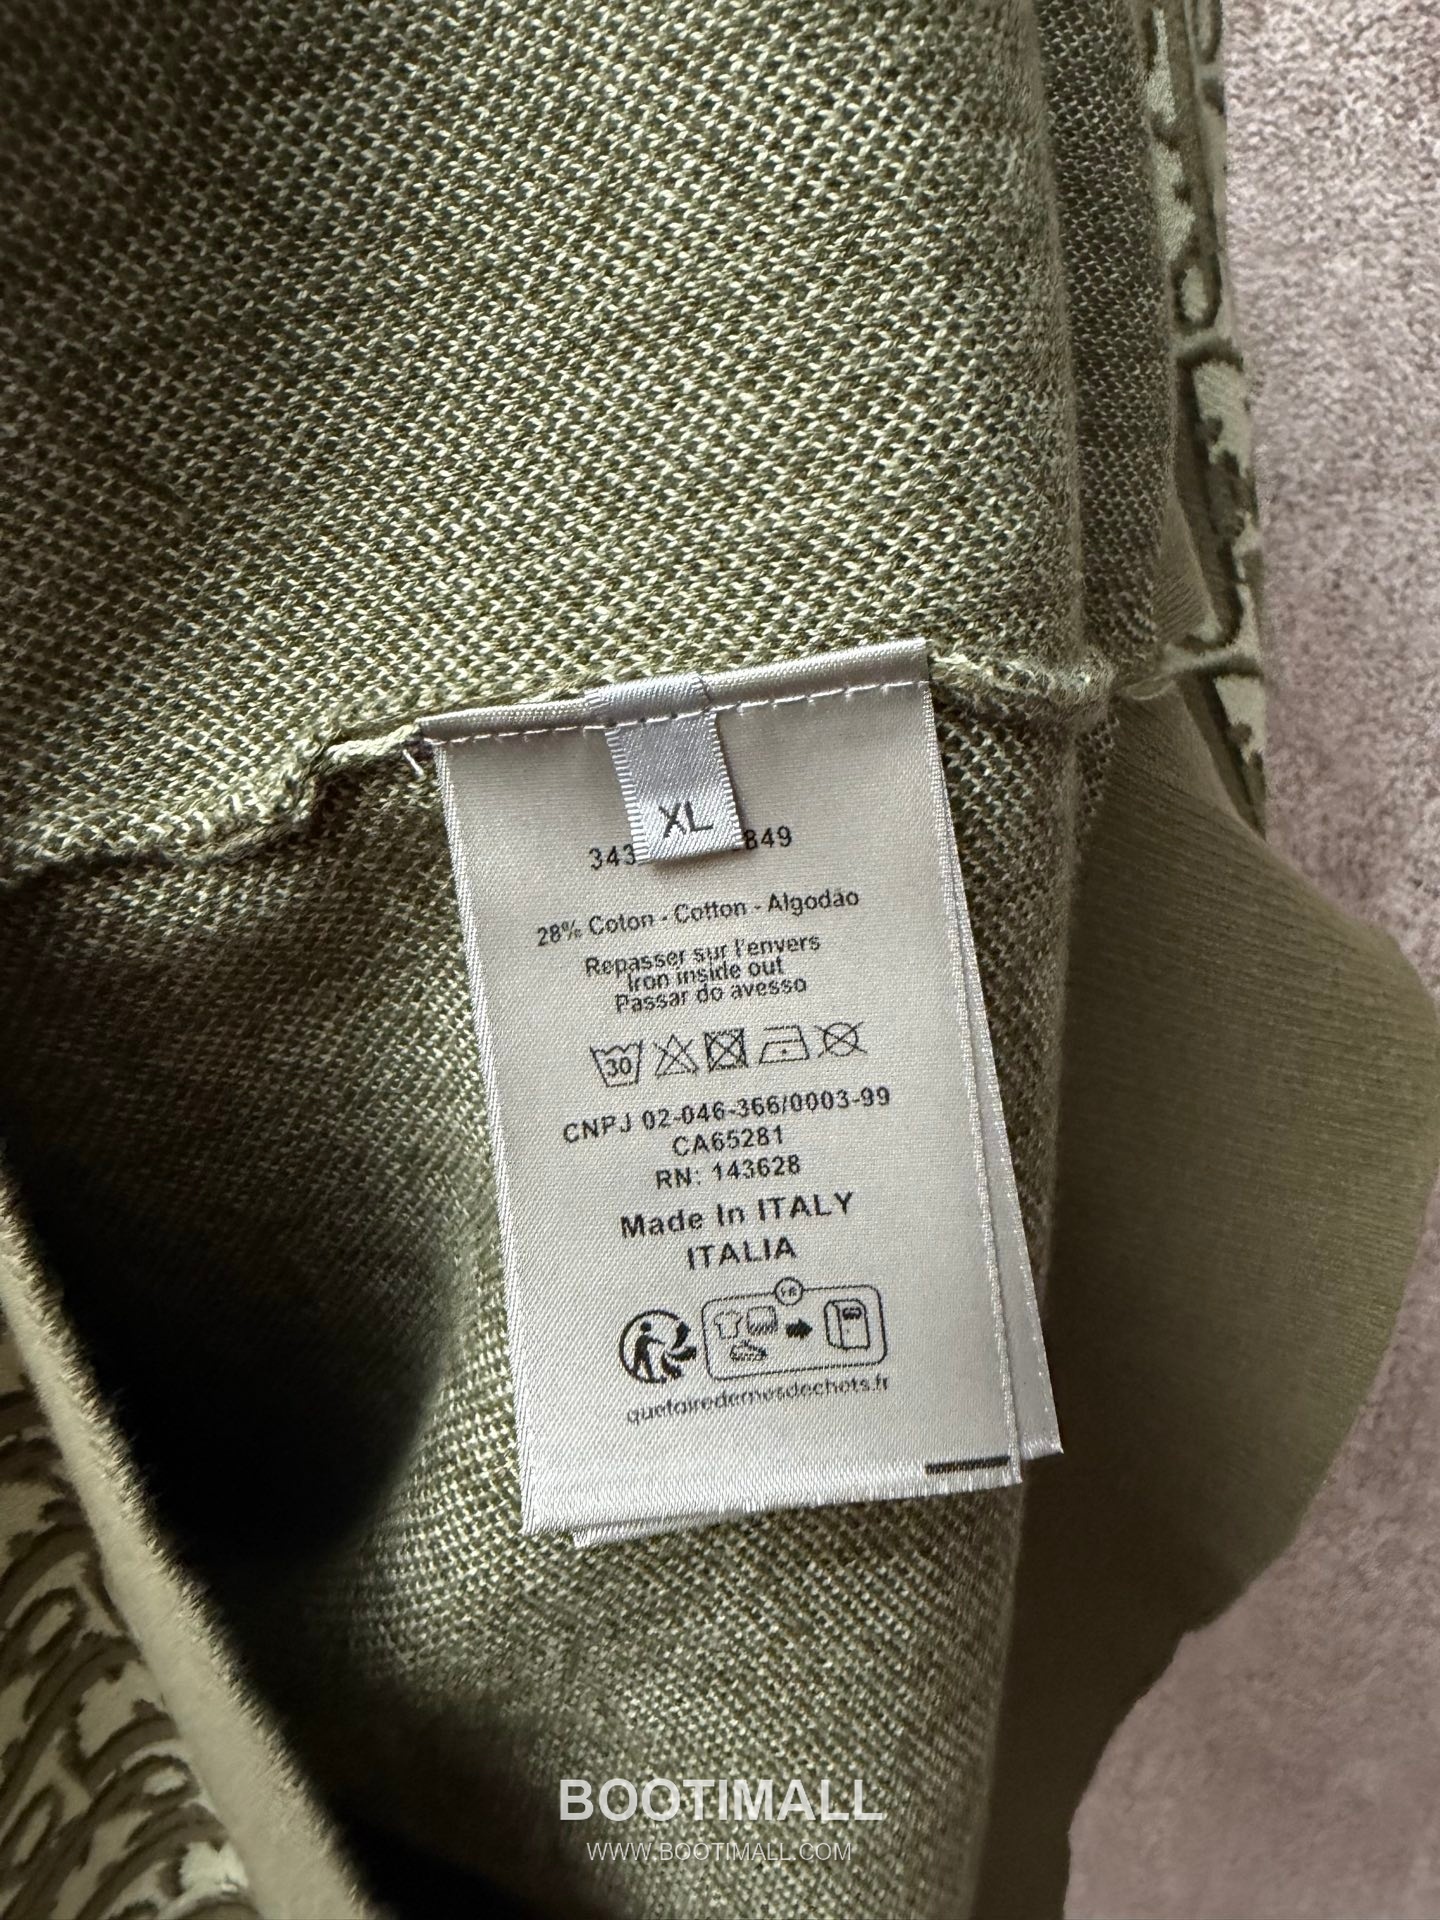 XL
343 849
28% Coton - Cotton - Algodão
Repasser sur l'envers
Iron inside out
Passar do avesso
30
CNPJ 02-046-366/0003-99
CA65281
RN: 143628
Made In ITALY
ITALIA
FR
quefairedemesdechets.fr
BOOTIMALL
WWW.BOOTIMALL.COM